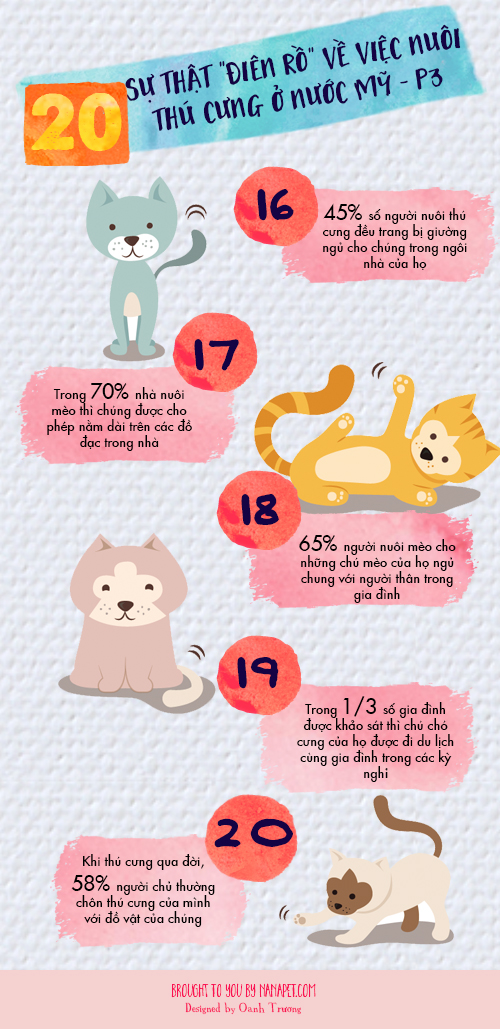 20
SỰ THẬT "ĐIÊN RỒ" VỀ VIỆC NUÔI
THÚ CƯNG Ở NƯỚC MỸ - P3
16
45% số người nuôi thú
cưng đều trang bị giường
ngủ cho chúng trong ngôi
nhà của họ
17
Trong 70% nhà nuôi
mèo thì chúng được cho
phép nằm dài trên các đồ
đạc trong nhà
18
65% người nuôi mèo cho
những chú mèo của họ ngủ
chung với người thân trong
gia đình
19
Trong 1/3 số gia đình
được khảo sát thì chú chó
cưng của họ được đi du lịch
cùng gia đình trong các kỳ
nghỉ
20
Khi thú cưng qua đời,
58% người chủ thường
chôn thú cưng của mình
với đồ vật của chúng
BROUGHT TO YOU BY NANAPET.COM
Designed by Oanh Trương